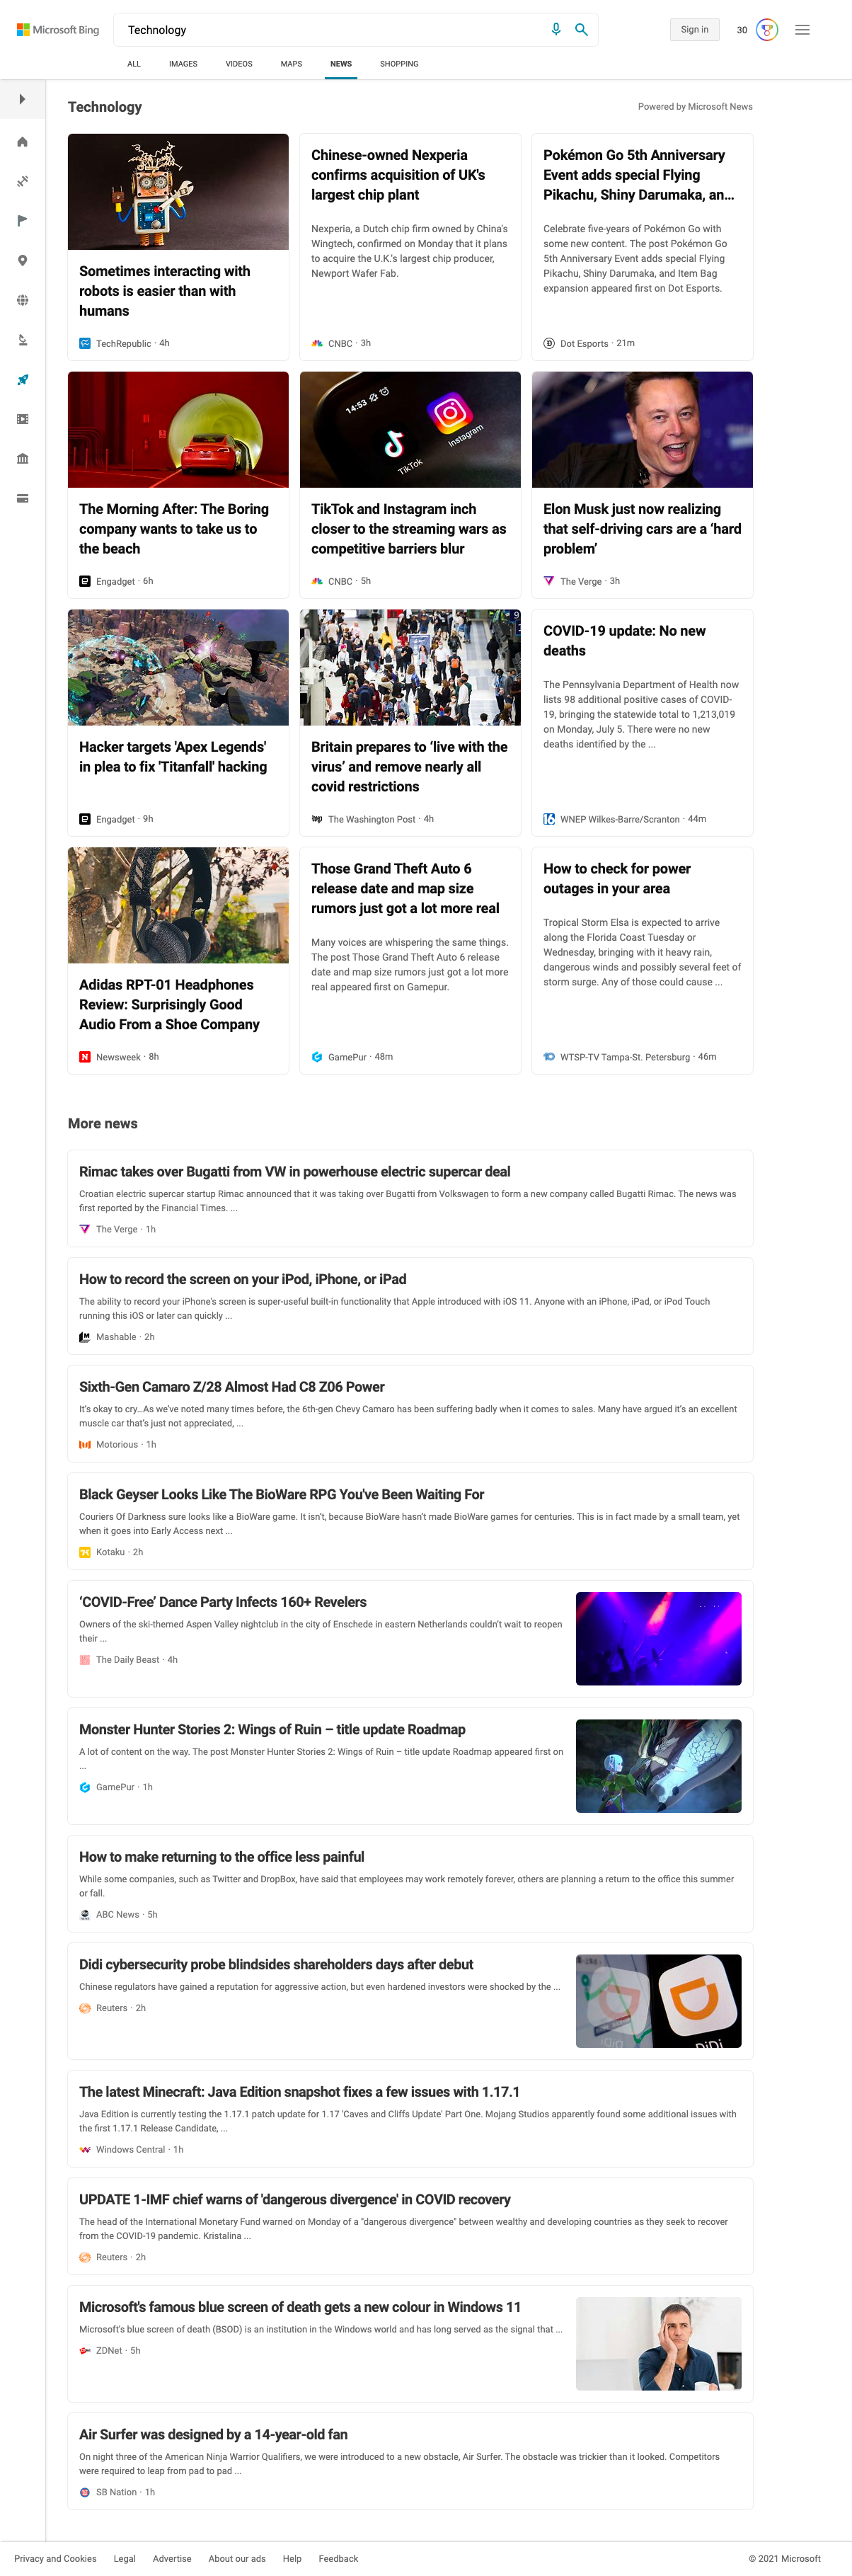 Microsoft Bing
Technology
Sign in
30
ALL
IMAGES
VIDEOS
MAPS
NEWS
SHOPPING
Technology
Powered by Microsoft News
Sometimes interacting with
robots is easier than with
humans
TechRepublic · 4h
Chinese-owned Nexperia
confirms acquisition of UK's
largest chip plant
Nexperia, a Dutch chip firm owned by China's
Wingtech, confirmed on Monday that it plans
to acquire the U.K.'s largest chip producer,
Newport Wafer Fab.
CNBC · 3h
Pokémon Go 5th Anniversary
Event adds special Flying
Pikachu, Shiny Darumaka, an...
Celebrate five-years of Pokémon Go with
some new content. The post Pokémon Go
5th Anniversary Event adds special Flying
Pikachu, Shiny Darumaka, and Item Bag
expansion appeared first on Dot Esports.
Dot Esports · 21m
The Morning After: The Boring
company wants to take us to
the beach
Engadget · 6h
14:53
TikTok
Instagram
TikTok and Instagram inch
closer to the streaming wars as
competitive barriers blur
CNBC · 5h
Elon Musk just now realizing
that self-driving cars are a ‘hard
problem’
The Verge · 3h
Hacker targets 'Apex Legends'
in plea to fix 'Titanfall' hacking
Engadget · 9h
Britain prepares to ‘live with the
virus’ and remove nearly all
covid restrictions
The Washington Post · 4h
COVID-19 update: No new
deaths
The Pennsylvania Department of Health now
lists 98 additional positive cases of COVID-
19, bringing the statewide total to 1,213,019
on Monday, July 5. There were no new
deaths identified by the ...
WNEP Wilkes-Barre/Scranton · 44m
Adidas RPT-01 Headphones
Review: Surprisingly Good
Audio From a Shoe Company
Newsweek · 8h
Those Grand Theft Auto 6
release date and map size
rumors just got a lot more real
Many voices are whispering the same things.
The post Those Grand Theft Auto 6 release
date and map size rumors just got a lot more
real appeared first on Gamepur.
GamePur · 48m
How to check for power
outages in your area
Tropical Storm Elsa is expected to arrive
along the Florida Coast Tuesday or
Wednesday, bringing with it heavy rain,
dangerous winds and possibly several feet of
storm surge. Any of those could cause ...
WTSP-TV Tampa-St. Petersburg · 46m
More news
Rimac takes over Bugatti from VW in powerhouse electric supercar deal
Croatian electric supercar startup Rimac announced that it was taking over Bugatti from Volkswagen to form a new company called Bugatti Rimac. The news was
first reported by the Financial Times. ...
The Verge · 1h
How to record the screen on your iPod, iPhone, or iPad
The ability to record your iPhone's screen is super-useful built-in functionality that Apple introduced with iOS 11. Anyone with an iPhone, iPad, or iPod Touch
running this iOS or later can quickly ...
Mashable · 2h
Sixth-Gen Camaro Z/28 Almost Had C8 Z06 Power
It’s okay to cry…As we’ve noted many times before, the 6th-gen Chevy Camaro has been suffering badly when it comes to sales. Many have argued it’s an excellent
muscle car that’s just not appreciated, ...
Motorious · 1h
Black Geyser Looks Like The BioWare RPG You've Been Waiting For
Couriers Of Darkness sure looks like a BioWare game. It isn’t, because BioWare hasn’t made BioWare games for centuries. This is in fact made by a small team, yet
when it goes into Early Access next ...
Kotaku · 2h
‘COVID-Free’ Dance Party Infects 160+ Revelers
Owners of the ski-themed Aspen Valley nightclub in the city of Enschede in eastern Netherlands couldn’t wait to reopen
their ...
The Daily Beast · 4h
Monster Hunter Stories 2: Wings of Ruin – title update Roadmap
A lot of content on the way. The post Monster Hunter Stories 2: Wings of Ruin – title update Roadmap appeared first on
...
GamePur · 1h
How to make returning to the office less painful
While some companies, such as Twitter and DropBox, have said that employees may work remotely forever, others are planning a return to the office this summer
or fall.
ABC News · 5h
Didi cybersecurity probe blindsides shareholders days after debut
Chinese regulators have gained a reputation for aggressive action, but even hardened investors were shocked by the ...
Reuters · 2h
DiDi
The latest Minecraft: Java Edition snapshot fixes a few issues with 1.17.1
Java Edition is currently testing the 1.17.1 patch update for 1.17 'Caves and Cliffs Update' Part One. Mojang Studios apparently found some additional issues with
the first 1.17.1 Release Candidate, ...
Windows Central · 1h
UPDATE 1-IMF chief warns of 'dangerous divergence' in COVID recovery
The head of the International Monetary Fund warned on Monday of a "dangerous divergence" between wealthy and developing countries as they seek to recover
from the COVID-19 pandemic. Kristalina ...
Reuters · 2h
Microsoft's famous blue screen of death gets a new colour in Windows 11
Microsoft's blue screen of death (BSOD) is an institution in the Windows world and has long served as the signal that ...
ZDNet · 5h
Air Surfer was designed by a 14-year-old fan
On night three of the American Ninja Warrior Qualifiers, we were introduced to a new obstacle, Air Surfer. The obstacle was trickier than it looked. Competitors
were required to leap from pad to pad ...
SB Nation · 1h
Privacy and Cookies
Legal
Advertise
About our ads
Help
Feedback
© 2021 Microsoft